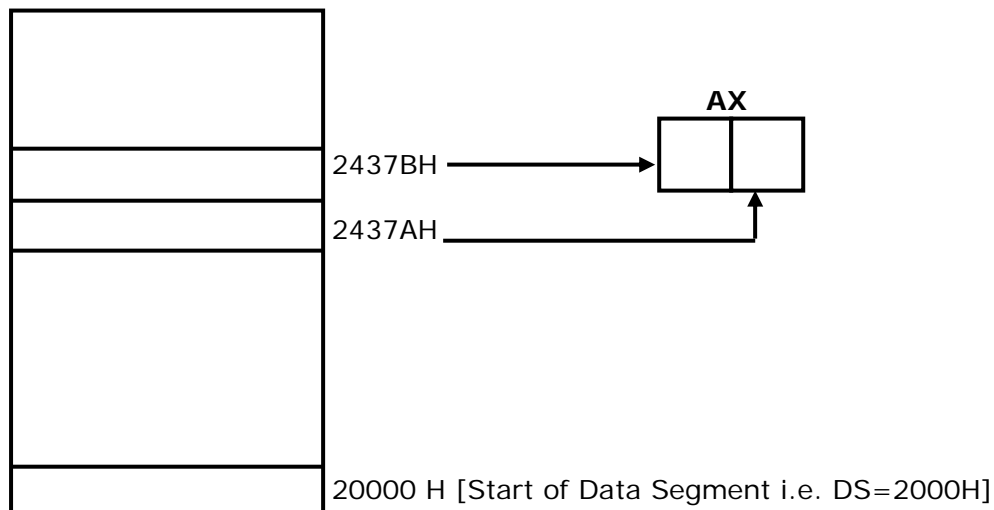 AX
2437BH
2437AH
20000 H [Start of Data Segment i.e. DS=2000H]